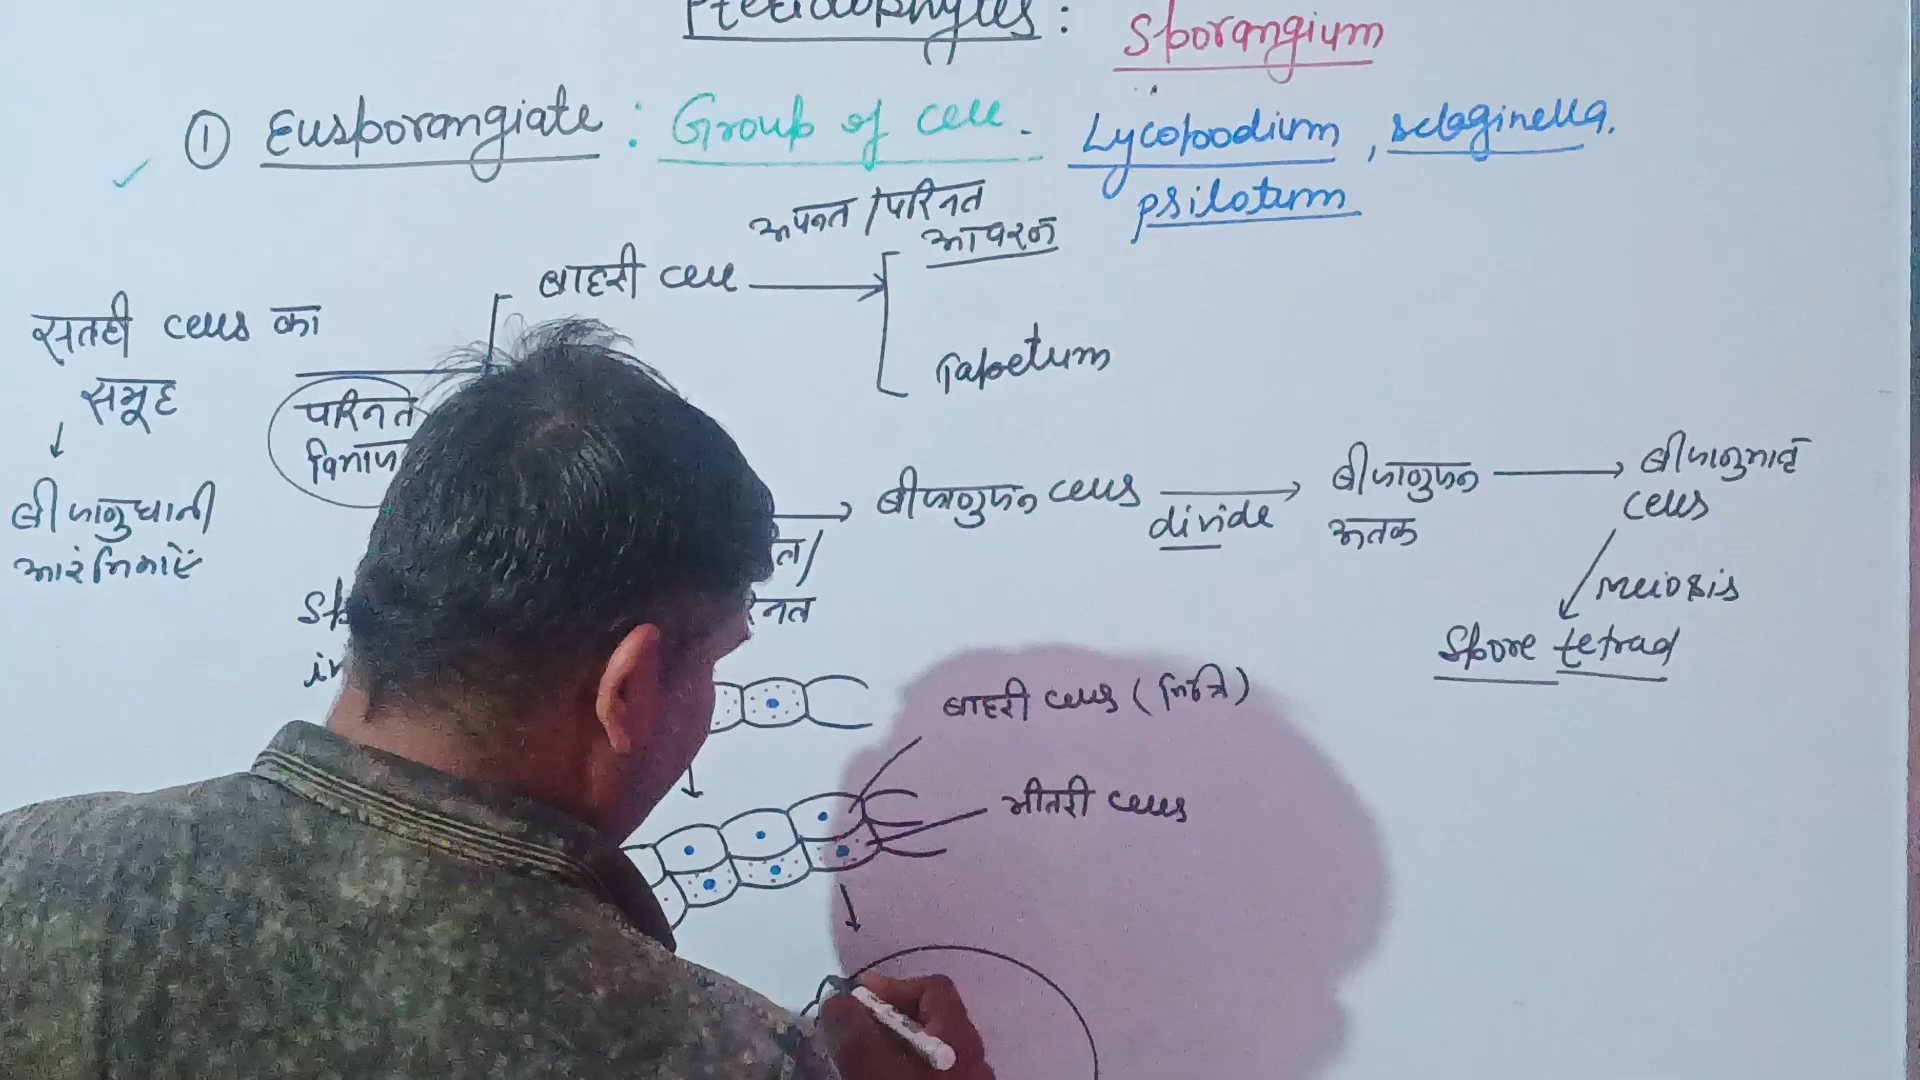 Pteridophytes :
Sporangium
① Eusporangiate : Group of cell. Lycopodium, selaginella,
psilotum
अपनत / परिनत
आवरण
बाहरी cell
Tapetum
सतही cells का
समूह
परिनत
बीजानुधानी
बीजानुजन cells
divide
बीजानुजन
ऊतक
बीजानुमातृ
cells
meiosis
Spore tetrad
बाहरी cells (भित्ति)
भीतरी cells